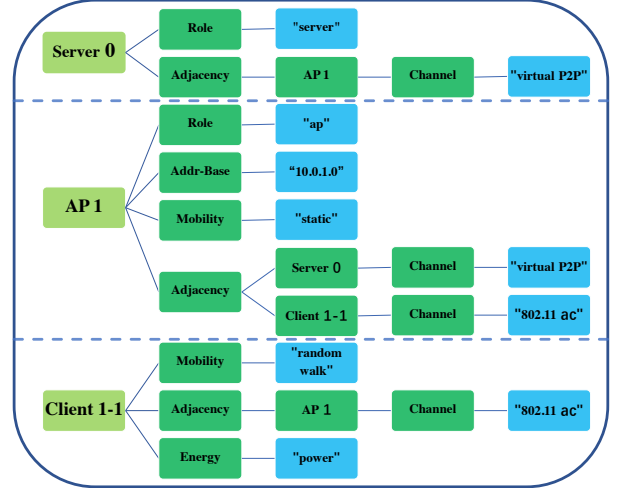 Server 0
Role
"server"
Adjacency
AP 1
Channel
"virtual P2P"
AP 1
Role
"ap"
Addr-Base
“10.0.1.0”
Mobility
"static"
Adjacency
Server 0
Channel
"virtual P2P"
Client 1-1
Channel
"802.11 ac"
Client 1-1
Mobility
"random
walk"
Adjacency
AP 1
Channel
"802.11 ac"
Energy
"power"